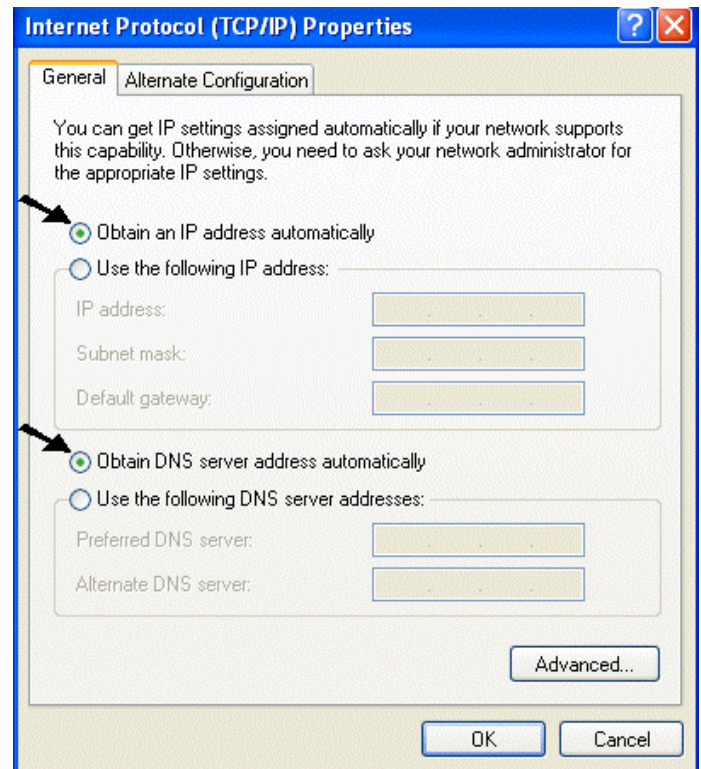 Internet Protocol (TCP/IP) Properties
General
Alternate Configuration
You can get IP settings assigned automatically if your network supports
this capability. Otherwise, you need to ask your network administrator for
the appropriate IP settings.
Obtain an IP address automatically
Use the following IP address:
IP address:
Subnet mask:
Default gateway:
Obtain DNS server address automatically
Use the following DNS server addresses:
Preferred DNS server:
Alternate DNS server:
Advanced...
OK
Cancel